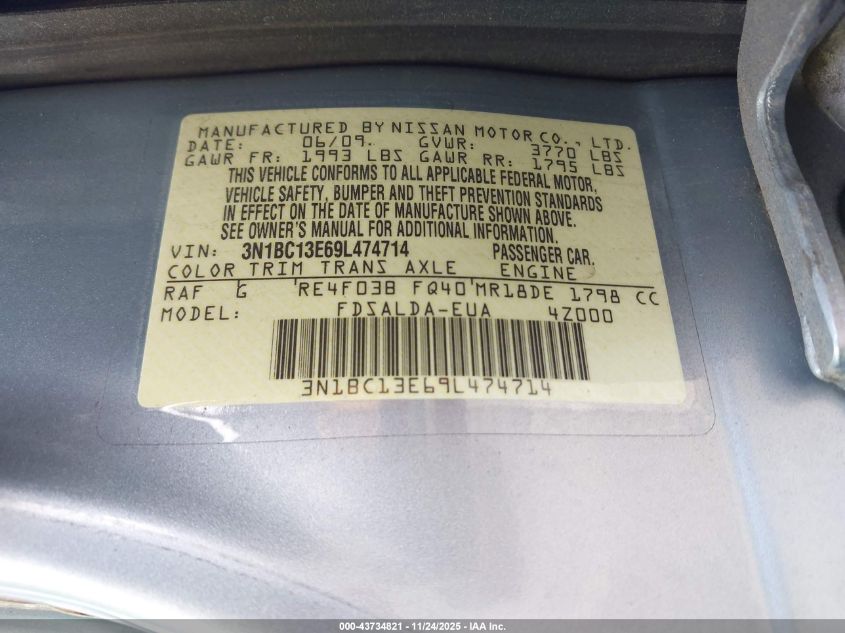 MANUFACTURED BY NISSAN MOTOR CO., LTD.
DATE: 06/09. GVWR: 3770 LBS
GAWR FR: 1993 LBS GAWR RR: 1795 LBS
THIS VEHICLE CONFORMS TO ALL APPLICABLE FEDERAL MOTOR,
VEHICLE SAFETY, BUMPER AND THEFT PREVENTION STANDARDS
IN EFFECT ON THE DATE OF MANUFACTURE SHOWN ABOVE.
SEE OWNER'S MANUAL FOR ADDITIONAL INFORMATION
VIN: 3N1BC13E69L474714 PASSENGER CAR.
COLOR TRIM TRANS AXLE ENGINE
RAF G RE4F03B FQ40 MR18DE 1798 CC
MODEL: FDSALDA-EUA 4Z000
3N1BC13E69L474714
000-43734821 - 11/24/2025 - IAA Inc.